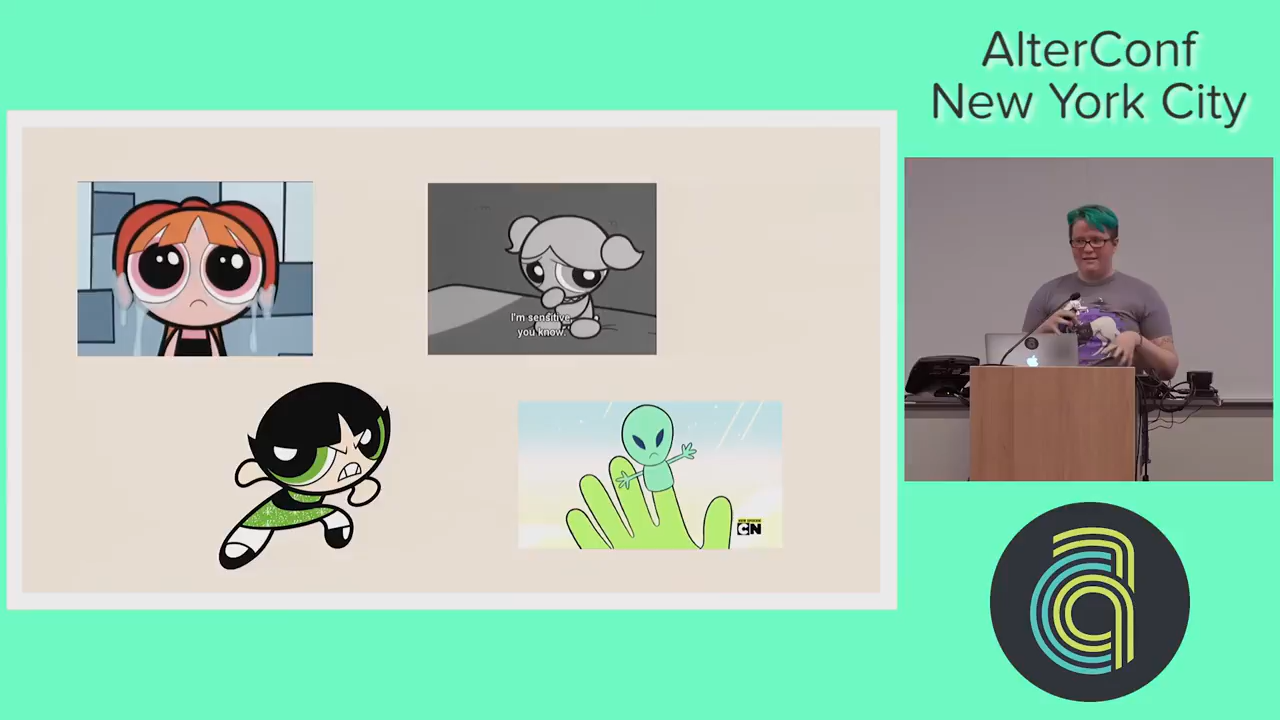 AlterConf
New York City
I'm sensitive,
you know.
CN